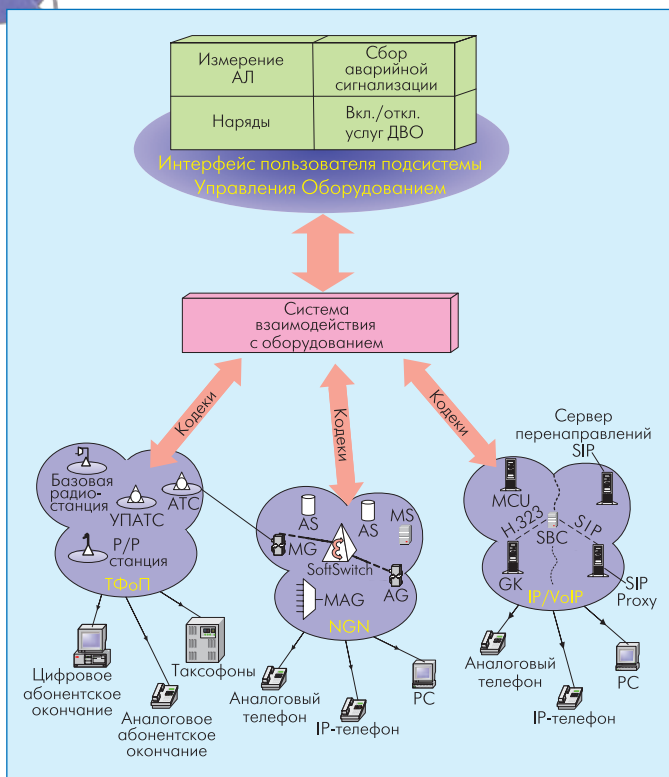 Измерение
АЛ
Сбор
аварийной
сигнализации
Наряды
Вкл./откл.
услуг ДВО
Интерфейс пользователя подсистемы
Управления Оборудованием
Система
взаимодействия
с оборудованием
Кодеки
Кодеки
Кодеки
Базовая
радио-
станция
УПАТС
АТС
Р/Р
станция
ТФоП
Цифровое
абонентское
окончание
Аналоговое
абонентское
окончание
Таксофоны
AS
AS
MS
MG
SoftSwitch
MAG
AG
NGN
Аналоговый
телефон
IP-телефон
PC
Сервер
перенаправлений
SIP
MCU
H.323
SBC
SIP
GK
SIP
Proxy
IP/VoIP
Аналоговый
телефон
IP-телефон
PC